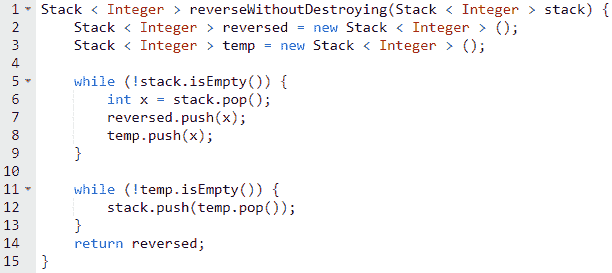 1 Stack < Integer > reverseWithoutDestroying(Stack < Integer > stack) {
2     Stack < Integer > reversed = new Stack < Integer > ();
3     Stack < Integer > temp = new Stack < Integer > ();
4
5     while (!stack.isEmpty()) {
6         int x = stack.pop();
7         reversed.push(x);
8         temp.push(x);
9     }
10
11     while (!temp.isEmpty()) {
12         stack.push(temp.pop());
13     }
14     return reversed;
15 }